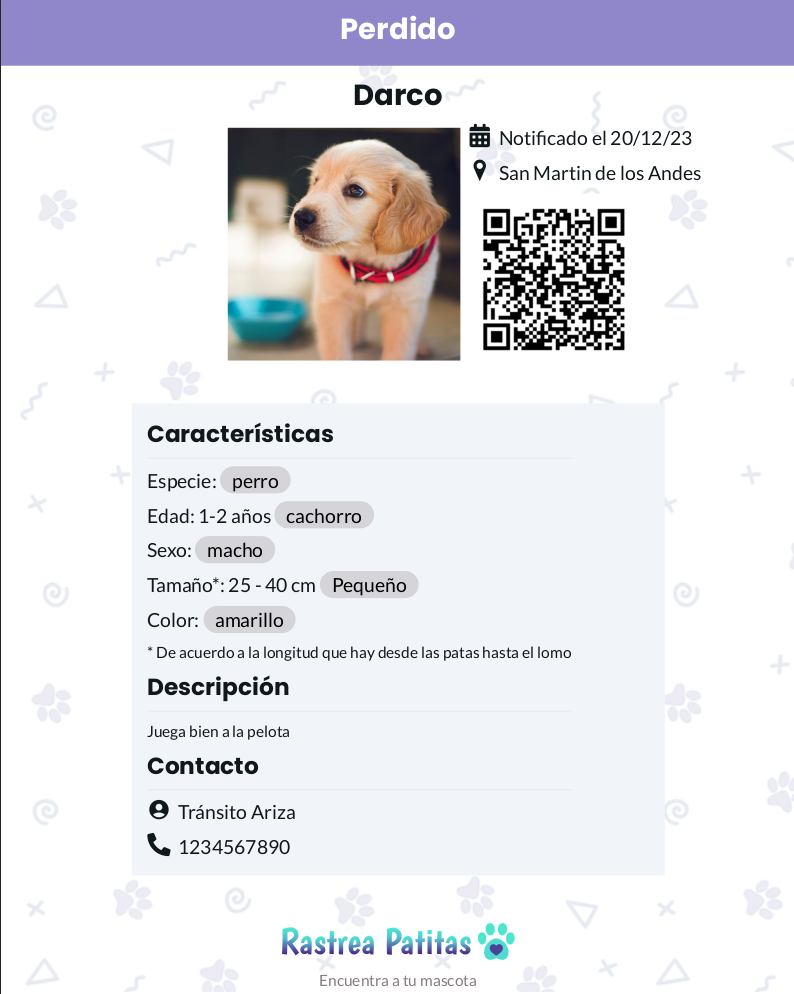 Perdido
Darco
Notificado el 20/12/23
San Martin de los Andes
Características
Especie: perro
Edad: 1-2 años cachorro
Sexo: macho
Tamaño*: 25 - 40 cm Pequeño
Color: amarillo
* De acuerdo a la longitud que hay desde las patas hasta el lomo
Descripción
Juega bien a la pelota
Contacto
Tránsito Ariza
1234567890
Rastrea Patitas
Encuentra a tu mascota